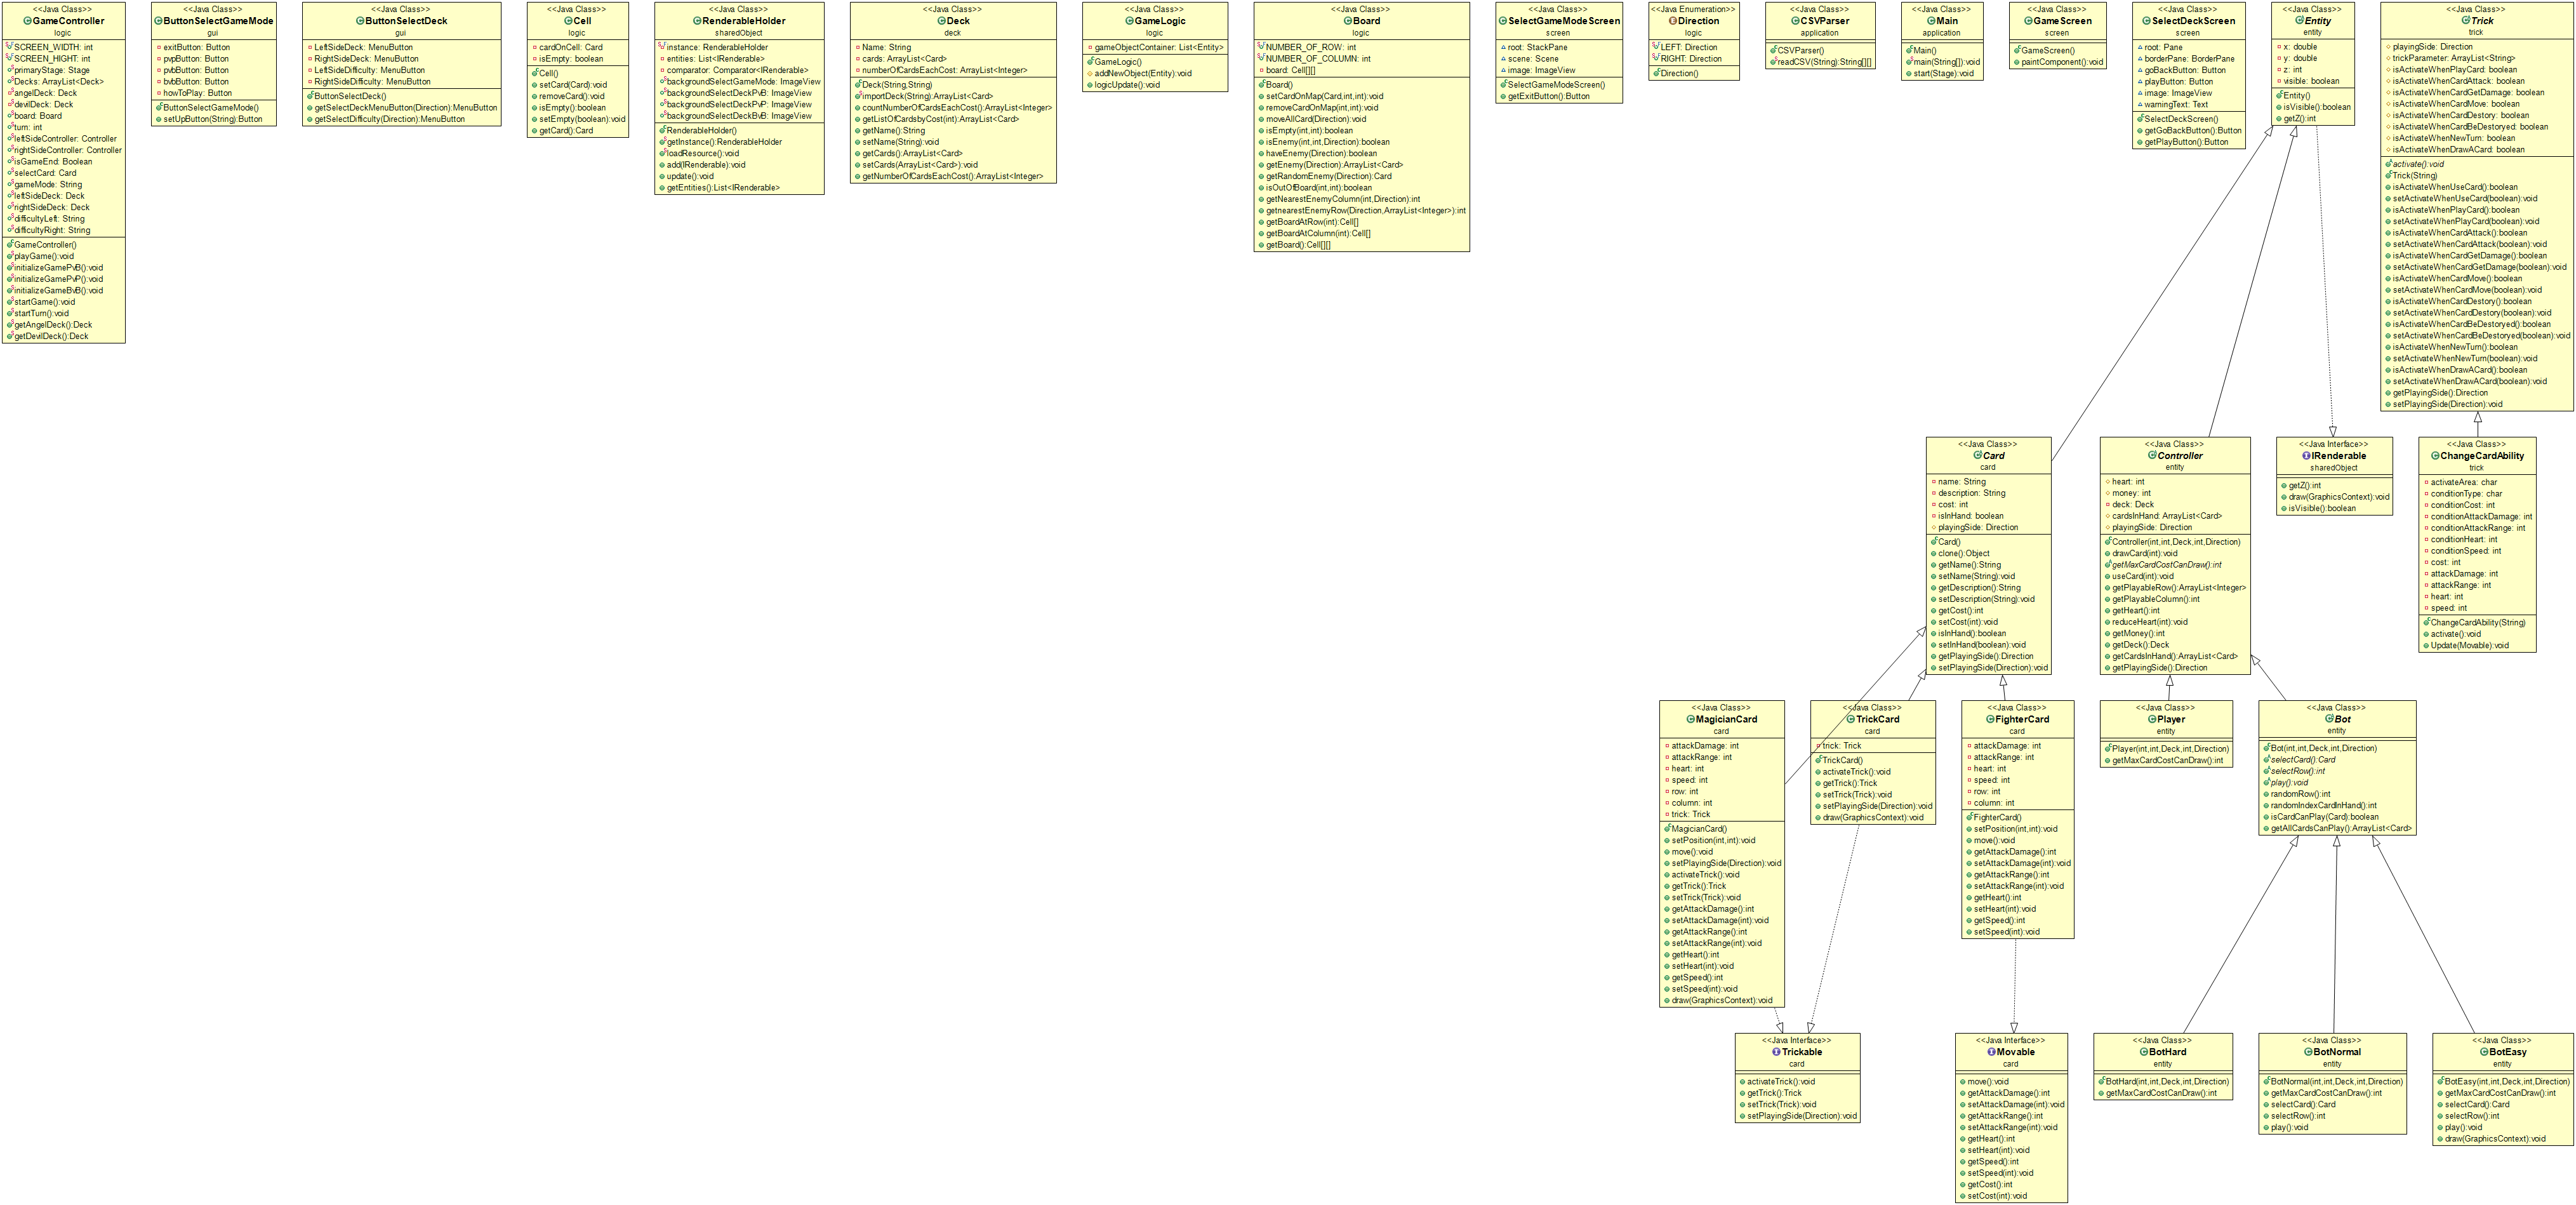 <<Java Class>>
GameController
logic
SCREEN_WIDTH: int
SCREEN_HIGHT: int
primaryStage: Stage
Decks: ArrayList<Deck>
angelDeck: Deck
devilDeck: Deck
board: Board
turn: int
leftSideController: Controller
rightSideController: Controller
isGameEnd: Boolean
selectCard: Card
gameMode: String
leftSideDeck: Deck
rightSideDeck: Deck
difficultyLeft: String
difficultyRight: String
GameController()
playGame():void
initializeGamePvB():void
initializeGamePvP():void
initializeGameBvB():void
startGame():void
startTurn():void
getAngelDeck():Deck
getDevilDeck():Deck
<<Java Class>>
ButtonSelectGameMode
gui
exitButton: Button
pvpButton: Button
pvbButton: Button
bvbButton: Button
howToPlay: Button
ButtonSelectGameMode()
setUpButton(String):Button
<<Java Class>>
ButtonSelectDeck
gui
LeftSideDeck: MenuButton
RightSideDeck: MenuButton
LeftSideDifficulty: MenuButton
RightSideDifficulty: MenuButton
ButtonSelectDeck()
getSelectDeckMenuButton(Direction):MenuButton
getSelectDifficulty(Direction):MenuButton
<<Java Class>>
Cell
logic
cardOnCell: Card
isEmpty: boolean
Cell()
setCard(Card):void
removeCard():void
isEmpty():boolean
setEmpty(boolean):void
getCard():Card
<<Java Class>>
RenderableHolder
sharedObject
instance: RenderableHolder
entities: List<IRenderable>
comparator: Comparator<IRenderable>
backgroundSelectGameMode: ImageView
backgroundSelectDeckPvB: ImageView
backgroundSelectDeckPvP: ImageView
backgroundSelectDeckBvB: ImageView
RenderableHolder()
getInstance():RenderableHolder
loadResource():void
add(IRenderable):void
update():void
getEntities():List<IRenderable>
<<Java Class>>
Deck
deck
Name: String
cards: ArrayList<Card>
numberOfCardsEachCost: ArrayList<Integer>
Deck(String,String)
importDeck(String):ArrayList<Card>
countNumberOfCardsEachCost():ArrayList<Integer>
getListOfCardsbyCost(int):ArrayList<Card>
getName():String
setName(String):void
getCards():ArrayList<Card>
setCards(ArrayList<Card>):void
getNumberOfCardsEachCost():ArrayList<Integer>
<<Java Class>>
GameLogic
logic
gameObjectContainer: List<Entity>
GameLogic()
addNewObject(Entity):void
logicUpdate():void
<<Java Class>>
Board
logic
NUMBER_OF_ROW: int
NUMBER_OF_COLUMN: int
board: Cell[][]
Board()
setCardOnMap(Card,int,int):void
removeCardOnMap(int,int):void
moveAllCard(Direction):void
isEmpty(int,int):boolean
isEnemy(int,int,Direction):boolean
haveEnemy(Direction):boolean
getEnemy(Direction):ArrayList<Card>
getRandomEnemy(Direction):Card
isOutOfBoard(int,int):boolean
getNearestEnemyColumn(int,Direction):int
getnearestEnemyRow(Direction,ArrayList<Integer>):int
getBoardAtRow(int):Cell[]
getBoardAtColumn(int):Cell[]
getBoard():Cell[][]
<<Java Class>>
SelectGameModeScreen
screen
root: StackPane
scene: Scene
image: ImageView
SelectGameModeScreen()
getExitButton():Button
<<Java Enumeration>>
Direction
logic
LEFT: Direction
RIGHT: Direction
Direction()
<<Java Class>>
CSVParser
application
CSVParser()
readCSV(String):String[][]
<<Java Class>>
Main
application
Main()
main(String[]):void
start(Stage):void
<<Java Class>>
GameScreen
screen
GameScreen()
paintComponent():void
<<Java Class>>
SelectDeckScreen
screen
root: Pane
borderPane: BorderPane
goBackButton: Button
playButton: Button
image: ImageView
warningText: Text
SelectDeckScreen()
getGoBackButton():Button
getPlayButton():Button
<<Java Class>>
Entity
entity
x: double
y: double
z: int
visible: boolean
Entity()
isVisible():boolean
getZ():int
<<Java Class>>
Trick
trick
playingSide: Direction
trickParameter: ArrayList<String>
isActivateWhenPlayCard: boolean
isActivateWhenCardAttack: boolean
isActivateWhenCardGetDamage: boolean
isActivateWhenCardMove: boolean
isActivateWhenCardDestory: boolean
isActivateWhenCardBeDestoryed: boolean
isActivateWhenNewTurn: boolean
isActivateWhenDrawACard: boolean
activate():void
Trick(String)
isActivateWhenUseCard():boolean
setActivateWhenUseCard(boolean):void
isActivateWhenPlayCard():boolean
setActivateWhenPlayCard(boolean):void
isActivateWhenCardAttack():boolean
setActivateWhenCardAttack(boolean):void
isActivateWhenCardGetDamage():boolean
setActivateWhenCardGetDamage(boolean):void
isActivateWhenCardMove():boolean
setActivateWhenCardMove(boolean):void
isActivateWhenCardDestory():boolean
setActivateWhenCardDestory(boolean):void
isActivateWhenCardBeDestoryed():boolean
setActivateWhenCardBeDestoryed(boolean):void
isActivateWhenNewTurn():boolean
setActivateWhenNewTurn(boolean):void
isActivateWhenDrawACard():boolean
setActivateWhenDrawACard(boolean):void
getPlayingSide():Direction
setPlayingSide(Direction):void
<<Java Class>>
Card
card
name: String
description: String
cost: int
isInHand: boolean
playingSide: Direction
Card()
clone():Object
getName():String
setName(String):void
getDescription():String
setDescription(String):void
getCost():int
setCost(int):void
isInHand():boolean
setInHand(boolean):void
getPlayingSide():Direction
setPlayingSide(Direction):void
<<Java Class>>
Controller
entity
heart: int
money: int
deck: Deck
cardsInHand: ArrayList<Card>
playingSide: Direction
Controller(int,int,Deck,int,Direction)
drawCard(int):void
getMaxCardCostCanDraw():int
useCard(int):void
getPlayableRow():ArrayList<Integer>
getPlayableColumn():int
getHeart():int
reduceHeart(int):void
getMoney():int
getDeck():Deck
getCardsInHand():ArrayList<Card>
getPlayingSide():Direction
<<Java Interface>>
IRenderable
sharedObject
getZ():int
draw(GraphicsContext):void
isVisible():boolean
<<Java Class>>
ChangeCardAbility
trick
activateArea: char
conditionType: char
conditionCost: int
conditionAttackDamage: int
conditionAttackRange: int
conditionHeart: int
conditionSpeed: int
cost: int
attackDamage: int
attackRange: int
heart: int
speed: int
ChangeCardAbility(String)
activate():void
Update(Movable):void
<<Java Class>>
MagicianCard
card
attackDamage: int
attackRange: int
heart: int
speed: int
row: int
column: int
trick: Trick
MagicianCard()
setPosition(int,int):void
move():void
setPlayingSide(Direction):void
activateTrick():void
getTrick():Trick
setTrick(Trick):void
getAttackDamage():int
setAttackDamage(int):void
getAttackRange():int
setAttackRange(int):void
getHeart():int
setHeart(int):void
getSpeed():int
setSpeed(int):void
draw(GraphicsContext):void
<<Java Class>>
TrickCard
card
trick: Trick
TrickCard()
activateTrick():void
getTrick():Trick
setTrick(Trick):void
setPlayingSide(Direction):void
draw(GraphicsContext):void
<<Java Class>>
FighterCard
card
attackDamage: int
attackRange: int
heart: int
speed: int
row: int
column: int
FighterCard()
setPosition(int,int):void
move():void
getAttackDamage():int
setAttackDamage(int):void
getAttackRange():int
setAttackRange(int):void
getHeart():int
setHeart(int):void
getSpeed():int
setSpeed(int):void
<<Java Class>>
Player
entity
Player(int,int,Deck,int,Direction)
getMaxCardCostCanDraw():int
<<Java Class>>
Bot
entity
Bot(int,int,Deck,int,Direction)
selectCard():Card
selectRow():int
play():void
randomRow():int
randomIndexCardInHand():int
isCardCanPlay(Card):boolean
getAllCardsCanPlay():ArrayList<Card>
<<Java Interface>>
Trickable
card
activateTrick():void
getTrick():Trick
setTrick(Trick):void
setPlayingSide(Direction):void
<<Java Interface>>
Movable
card
move():void
getAttackDamage():int
setAttackDamage(int):void
getAttackRange():int
setAttackRange(int):void
getHeart():int
setHeart(int):void
getSpeed():int
setSpeed(int):void
getCost():int
setCost(int):void
<<Java Class>>
BotHard
entity
BotHard(int,int,Deck,int,Direction)
getMaxCardCostCanDraw():int
<<Java Class>>
BotNormal
entity
BotNormal(int,int,Deck,int,Direction)
getMaxCardCostCanDraw():int
selectCard():Card
selectRow():int
play():void
<<Java Class>>
BotEasy
entity
BotEasy(int,int,Deck,int,Direction)
getMaxCardCostCanDraw():int
selectCard():Card
selectRow():int
play():void
draw(GraphicsContext):void